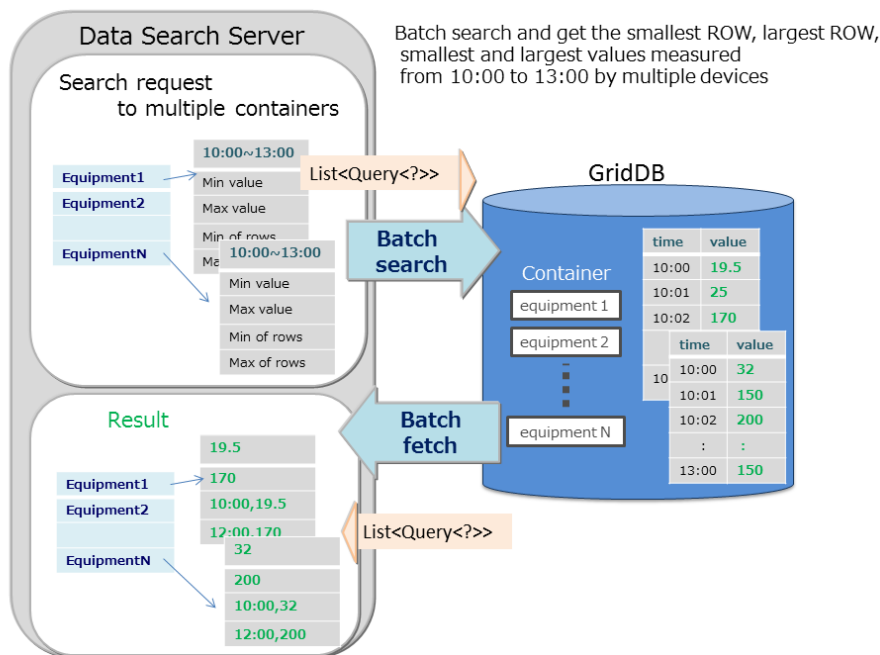 Data Search Server
Batch search and get the smallest ROW, largest ROW,
smallest and largest values measured
from 10:00 to 13:00 by multiple devices
Search request
to multiple containers
10:00~13:00
Min value
Max value
Min of rows
Ma
Equipment1
Equipment2
EquipmentN
10:00~13:00
Min value
Max value
Min of rows
Max of rows
List<Query<?>>
Batch
search
GridDB
Container
equipment 1
equipment 2
equipment N
time value
10:00 19.5
10:01 25
10:02 170
10
time value
10:00 32
10:01 150
10:02 200
: :
13:00 150
Batch
fetch
List<Query<?>>
Result
Equipment1
Equipment2
EquipmentN
19.5
170
10:00,19.5
12:00,170
32
200
10:00,32
12:00,200